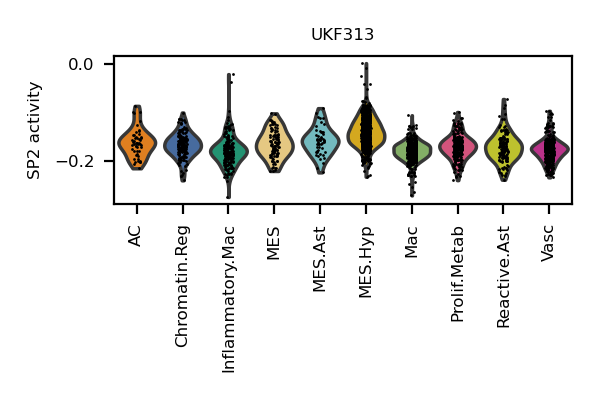 UKF313
SP2 activity
0.0
−0.2
AC
Chromatin.Reg
Inflammatory.Mac
MES
MES.Ast
MES.Hyp
Mac
Prolif.Metab
Reactive.Ast
Vasc